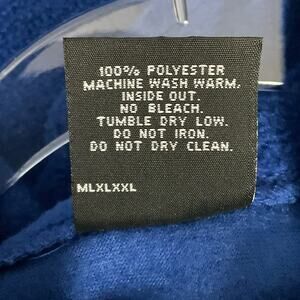 100% POLYESTER
MACHINE WASH WARM,
INSIDE OUT.
NO BLEACH.
TUMBLE DRY LOW.
DO NOT IRON.
DO NOT DRY CLEAN.
MLXLXXL